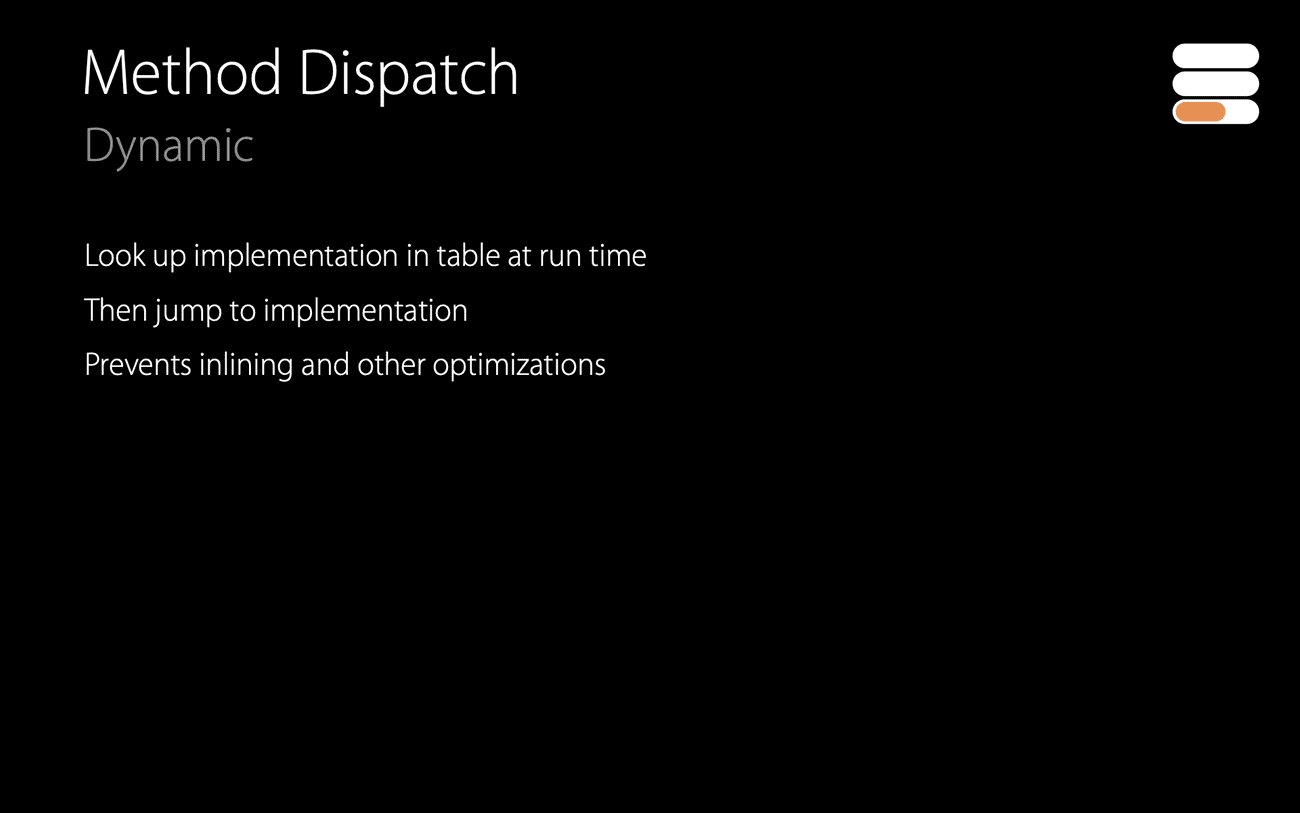 Method Dispatch
Dynamic
Look up implementation in table at run time
Then jump to implementation
Prevents inlining and other optimizations